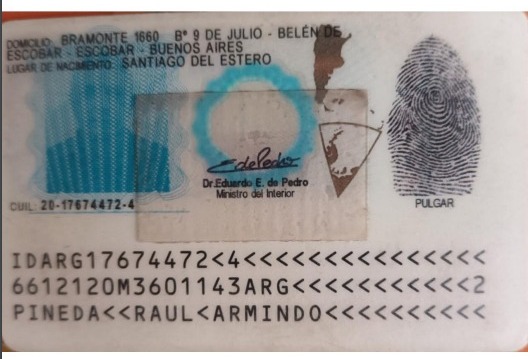 DOMICILIO: BRAMONTE 1660 B° 9 DE JULIO - BELÉN DE
ESCOBAR - ESCOBAR - BUENOS AIRES
LUGAR DE NACIMIENTO: SANTIAGO DEL ESTERO
EdePedro
Dr. Eduardo E. de Pedro
Ministro del Interior
CUIL: 20-17674472-4
PULGAR
IDARG17674472<4<<<<<<<<<<<<<<<
6612120M3601143ARG<<<<<<<<<<<2
PINEDA<<RAUL<ARMINDO<<<<<<<<<<